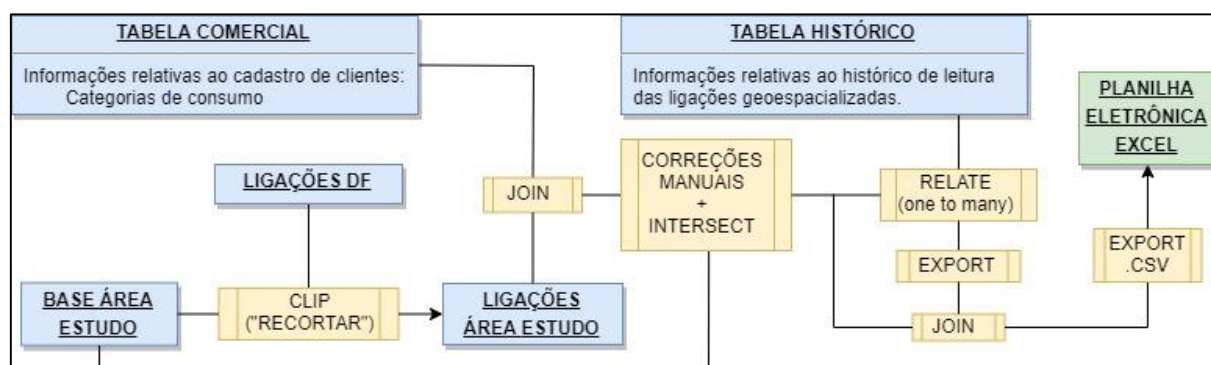 TABELA COMERCIAL
Informações relativas ao cadastro de clientes:
Categorias de consumo
TABELA HISTÓRICO
Informações relativas ao histórico de leitura
das ligações geoespacializadas.
PLANILHA
ELETRÔNICA
EXCEL
LIGAÇÕES DF
JOIN
CORREÇÕES
MANUAIS
+
INTERSECT
RELATE
(one to many)
EXPORT
EXPORT
.CSV
BASE ÁREA
ESTUDO
CLIP
("RECORTAR")
LIGAÇÕES
ÁREA ESTUDO
JOIN